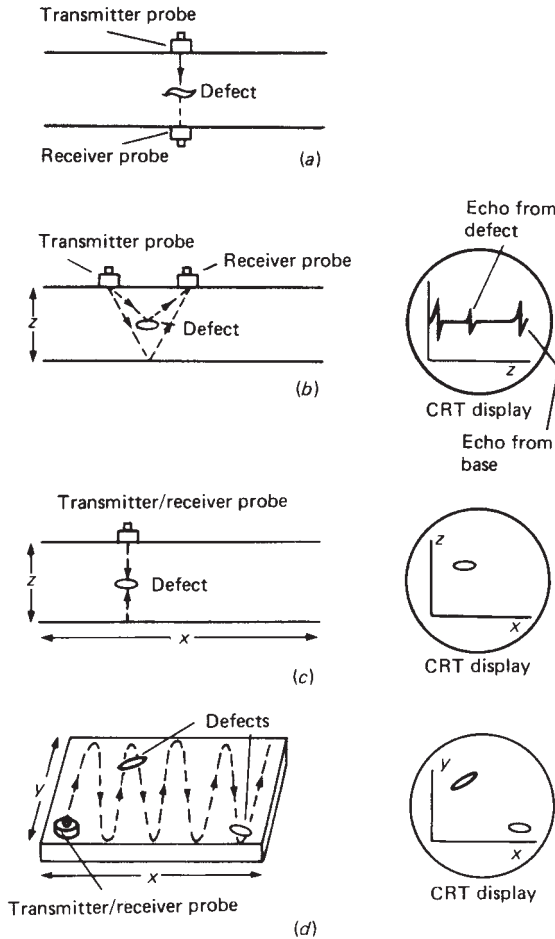 Transmitter probe
Defect
Receiver probe
(a)
Transmitter probe
Receiver probe
z
Defect
(b)
Echo from
defect
z
CRT display
Echo from
base
Transmitter/receiver probe
z
Defect
x
(c)
z
x
CRT display
Defects
y
x
Transmitter/receiver probe
(d)
y
x
CRT display